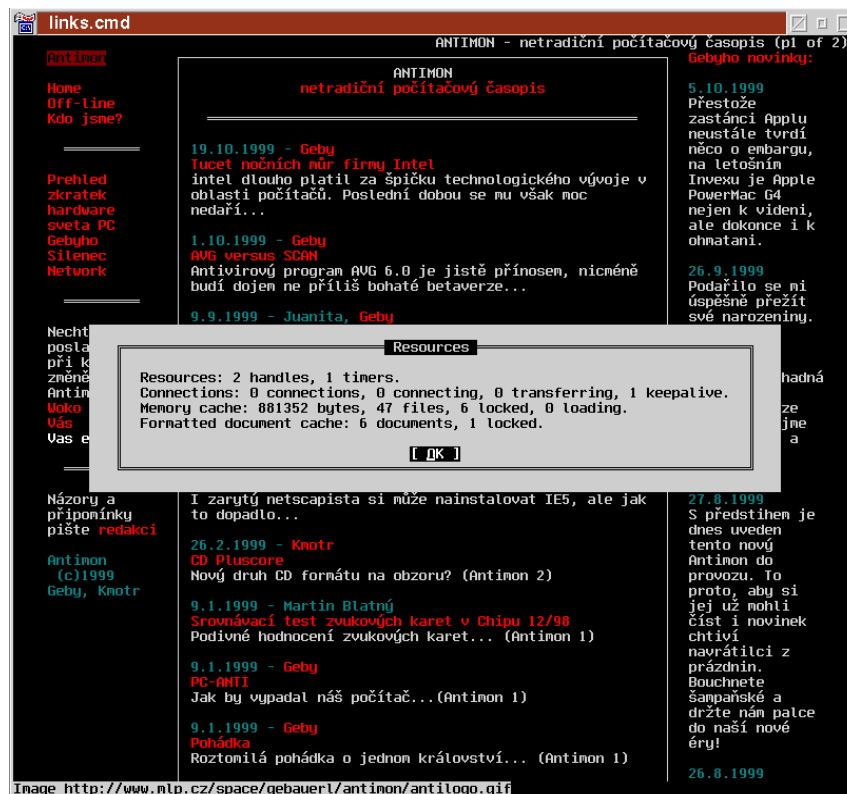 links.cmd
ANTIMON - netradiční počítačový časopis (p1 of 2)
Antimon
Home
Off-line
Kdo jsme?
Prehled
zkratek
hardware
sveta PC
Gebyho
Silenec
Network
Necht
posla
při k
změně
Antim
Woko
Vás
Vas e
Názory a
připomínky
pište redakci
Antimon
(c)1999
Geby, Kmotr
ANTIMON
netradiční počítačový časopis
19.10.1999 - Geby
Tucet nočních můr firmy Intel
intel dlouho platil za špičku technologického vývoje v
oblasti počítačů. Poslední dobou se mu však moc
nedaří...
1.10.1999 - Geby
AVG versus SCAN
Antivirový program AVG 6.0 je jistě přínosem, nicméně
budí dojem ne příliš bohaté betaverze...
9.9.1999 - Juanita, Geby
Resources
Resources: 2 handles, 1 timers.
Connections: 0 connections, 0 connecting, 0 transferring, 1 keepalive.
Memory cache: 881352 bytes, 47 files, 6 locked, 0 loading.
Formatted document cache: 6 documents, 1 locked.
[ OK ]
I zarytý netscapista si může nainstalovat IE5, ale jak
to dopadlo...
26.2.1999 - Kmotr
CD Pluscore
Nový druh CD formátu na obzoru? (Antimon 2)
9.1.1999 - Martin Blatný
Srovnávací test zvukových karet v Chipu 12/98
Podivné hodnocení zvukových karet... (Antimon 1)
9.1.1999 - Geby
PC-ANTI
Jak by vypadal náš počítač...(Antimon 1)
9.1.1999 - Geby
Pohádka
Roztomilá pohádka o jednom království... (Antimon 1)
Gebyho novinky:
5.10.1999
Přestože
zastánci Applu
neustále tvrdí
něco o embargu,
na letošním
Invexu je Apple
PowerMac G4
nejen k videni,
ale dokonce i k
ohmatani.
26.9.1999
Podařilo se mi
úspěšně přežít
své narozeniny.
hadná
ze
jme
a
27.8.1999
S předstihem je
dnes uveden
tento nový
Antimon do
provozu. To
proto, aby si
jej už mohli
číst i novinek
chtiví
navrátilci z
prázdnin.
Bouchnete
šampaňské a
držte nám palce
do naší nové
éry!
26.8.1999
Image http://www.mlp.cz/space/gebauerl/antimon/antilogo.gif